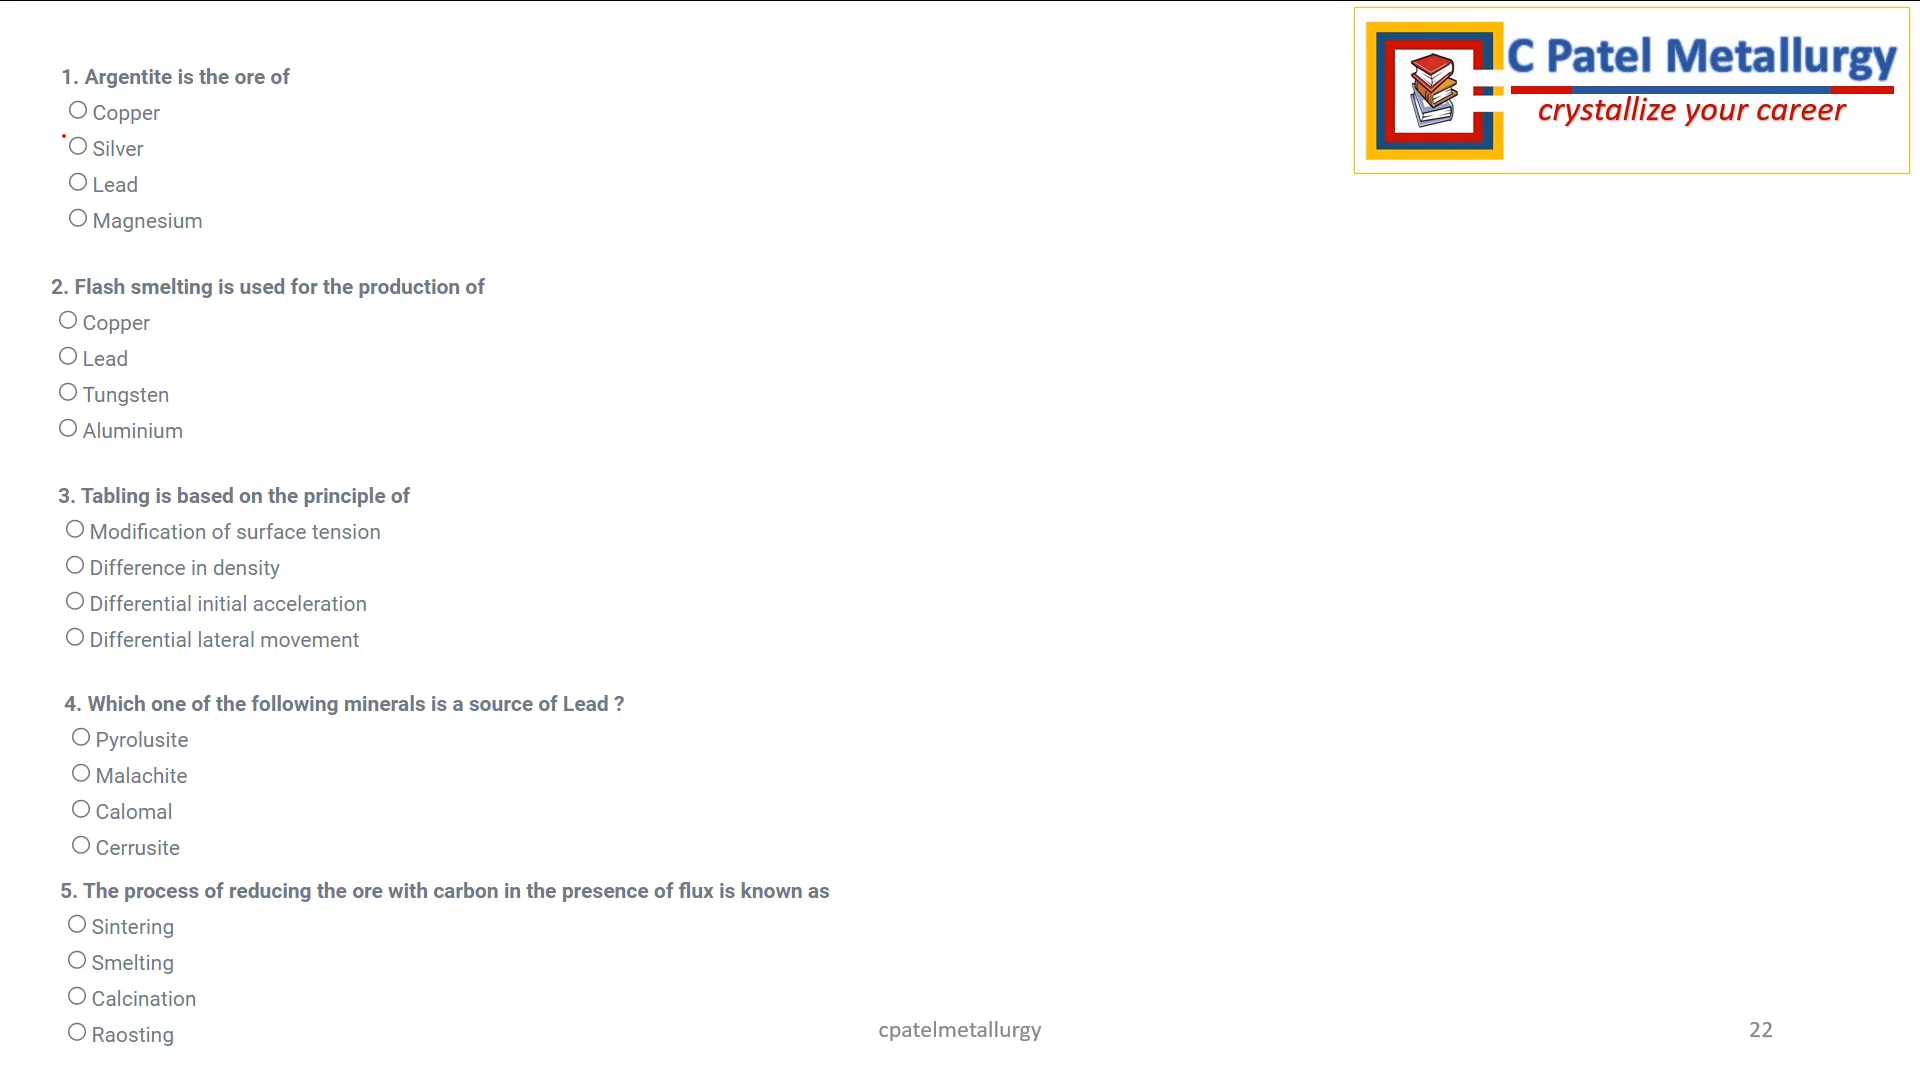 C Patel Metallurgy
crystallize your career
1. Argentite is the ore of
Copper
Silver
Lead
Magnesium
2. Flash smelting is used for the production of
Copper
Lead
Tungsten
Aluminium
3. Tabling is based on the principle of
Modification of surface tension
Difference in density
Differential initial acceleration
Differential lateral movement
4. Which one of the following minerals is a source of Lead ?
Pyrolusite
Malachite
Calomal
Cerrusite
5. The process of reducing the ore with carbon in the presence of flux is known as
Sintering
Smelting
Calcination
Raosting
cpatelmetallurgy
22